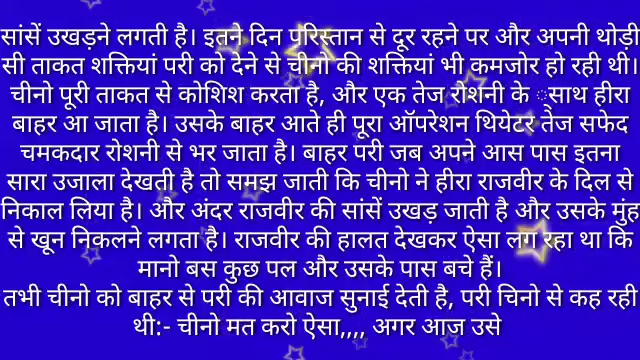 सांसें उखड़ने लगती है। इतने दिन परिस्तान से दूर रहने पर और अपनी थोड़ी
सी ताकत शक्तियां परी को देने से चीनो की शक्तियां भी कमजोर हो रही थी।
चीनो पूरी ताकत से कोशिश करता है, और एक तेज रोशनी के ्साथ हीरा
बाहर आ जाता है। उसके बाहर आते ही पूरा ऑपरेशन थियेटर तेज सफेद
चमकदार रोशनी से भर जाता है। बाहर परी जब अपने आस पास इतना
सारा उजाला देखती है तो समझ जाती कि चीनो ने हीरा राजवीर के दिल से
निकाल लिया है। और अंदर राजवीर की सांसें उखड़ जाती है और उसके मुंह
से खून निकलने लगता है। राजवीर की हालत देखकर ऐसा लग रहा था कि
मानो बस कुछ पल और उसके पास बचे हैं।
तभी चीनो को बाहर से परी की आवाज सुनाई देती है, परी चिनो से कह रही
थी:- चीनो मत करो ऐसा,,,, अगर आज उसे